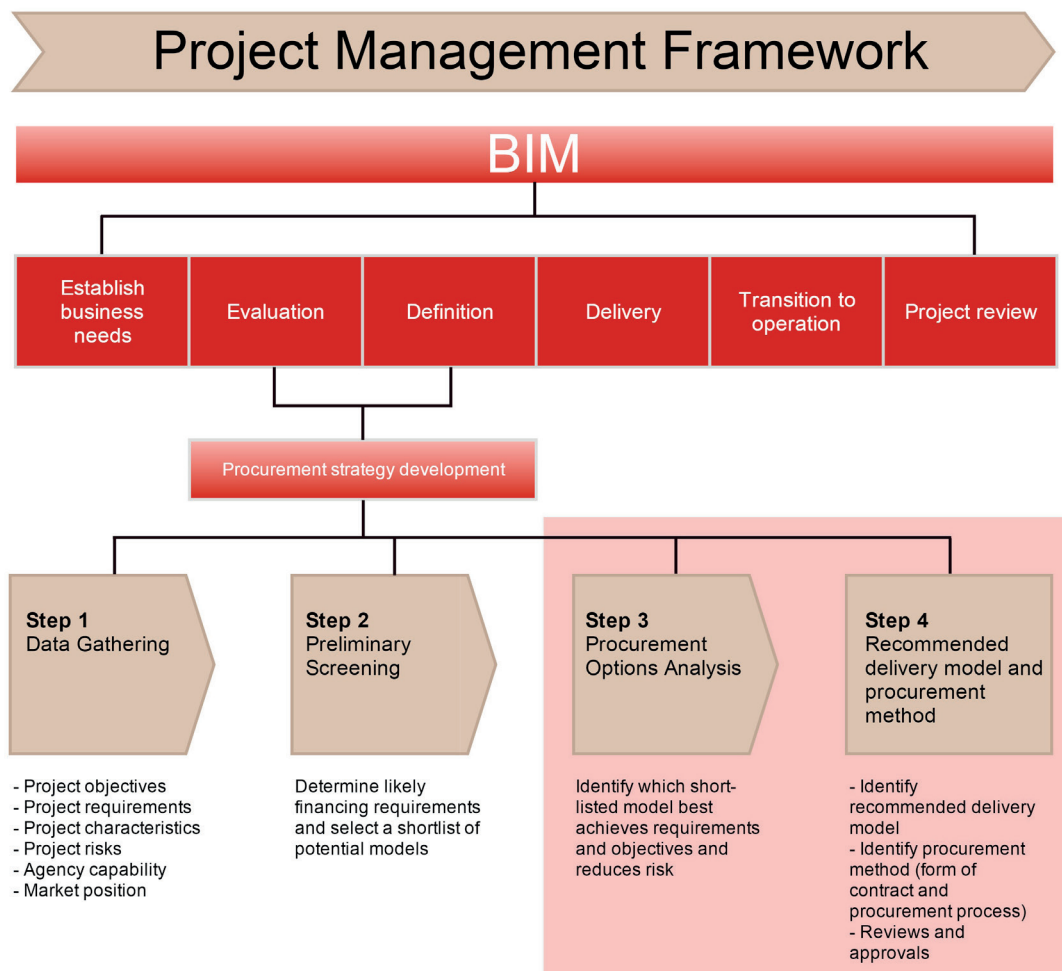 Project Management Framework
BIM
Establish
business
needs
Evaluation
Definition
Delivery
Transition to
operation
Project review
Procurement strategy development
Step 1
Data Gathering
Step 2
Preliminary
Screening
Step 3
Procurement
Options Analysis
Step 4
Recommended
delivery model and
procurement
method
- Project objectives
- Project requirements
- Project characteristics
- Project risks
- Agency capability
- Market position
Determine likely
financing requirements
and select a shortlist of
potential models
Identify which short-
listed model best
achieves requirements
and objectives and
reduces risk
- Identify
recommended delivery
model
- Identify procurement
method (form of
contract and
procurement process)
- Reviews and
approvals